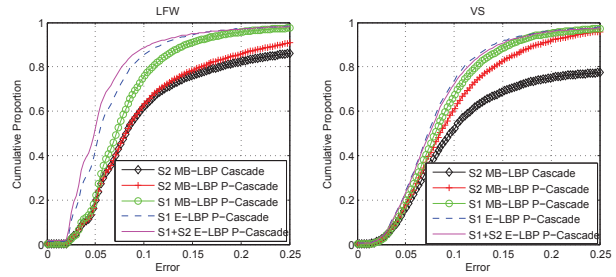 LFW
1
0.8
0.6
0.4
0.2
0
Cumulative Proportion
S2 MB−LBP Cascade
S2 MB−LBP P−Cascade
S1 MB−LBP P−Cascade
S1 E−LBP P−Cascade
S1+S2 E−LBP P−Cascade
0 0.05 0.1 0.15 0.2 0.25
Error
VS
1
0.8
0.6
0.4
0.2
0
Cumulative Proportion
S2 MB−LBP Cascade
S2 MB−LBP P−Cascade
S1 MB−LBP P−Cascade
S1 E−LBP P−Cascade
S1+S2 E−LBP P−Cascade
0 0.05 0.1 0.15 0.2 0.25
Error